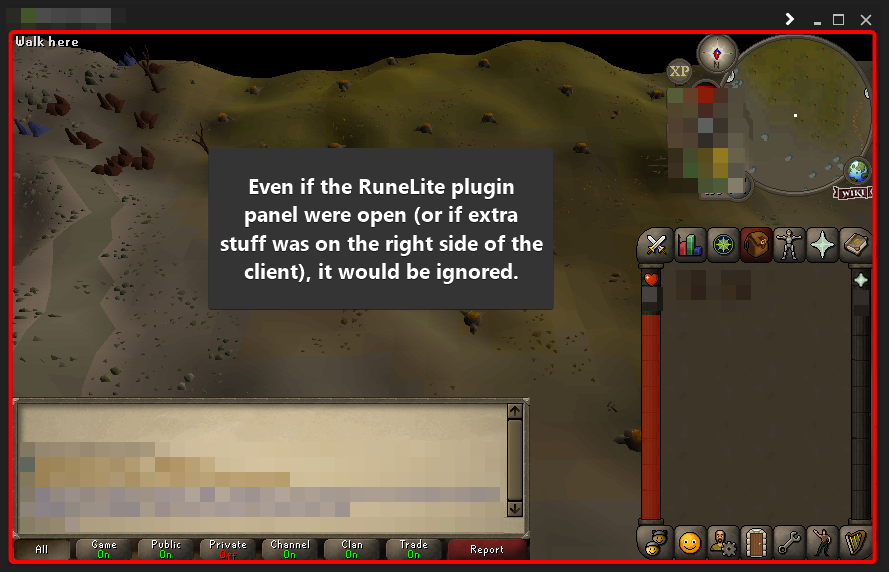 Walk here
XP
N
WIKI
Even if the RuneLite plugin
panel were open (or if extra
stuff was on the right side of the
client), it would be ignored.
All
Game
On
Public
On
Private
Off
Channel
On
Clan
On
Trade
On
Report